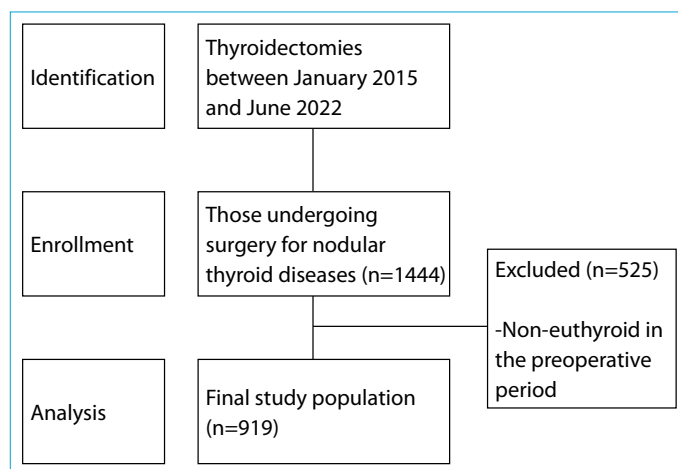 Identification
Thyroidectomies
between January 2015
and June 2022
Enrollment
Those undergoing
surgery for nodular
thyroid diseases (n=1444)
Excluded (n=525)
-Non-euthyroid in
the preoperative
period
Analysis
Final study population
(n=919)